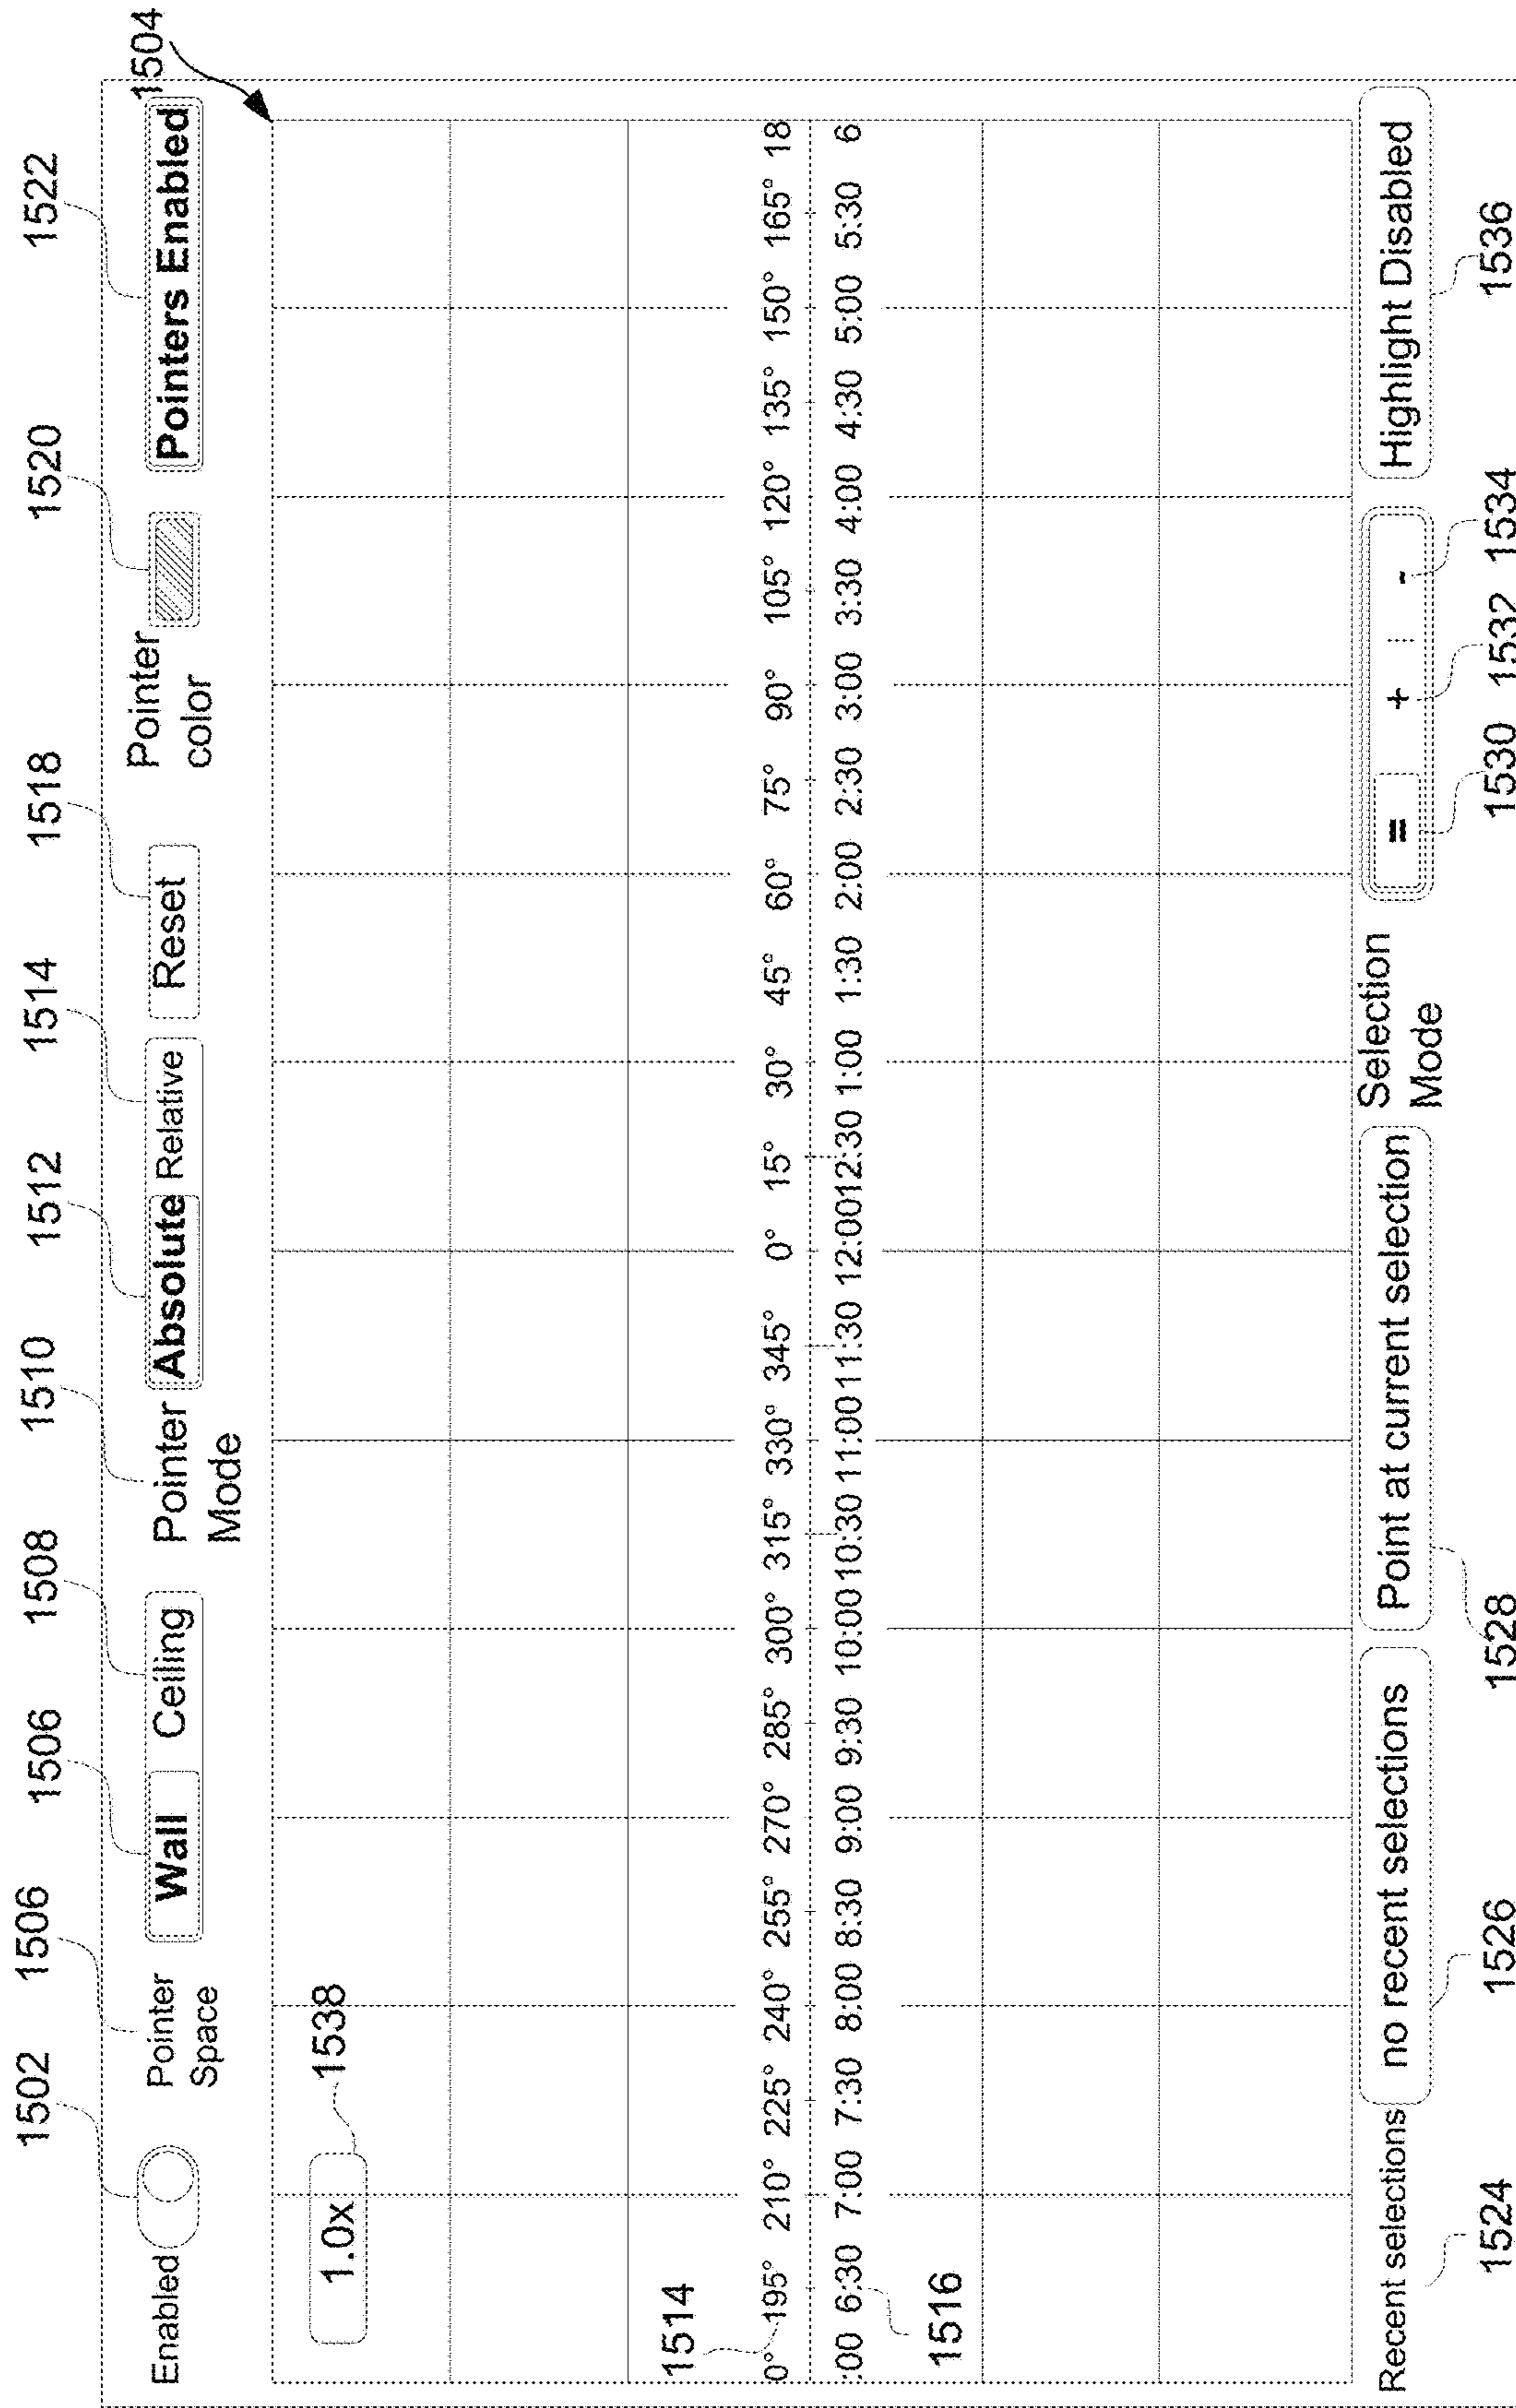 1502 1506 1506 1508 1510 1512 1514 1518 1520 1522
Enabled
Pointer
Space
Wall
Ceiling
Pointer
Mode
Absolute
Relative
Reset
Pointer
color
Pointers Enabled
1504
1.0x
1538
1514
0° 195° 210° 225° 240° 255° 270° 285° 300° 315° 330° 345° 0° 15° 30° 45° 60° 75° 90° 105° 120° 135° 150° 165° 18
:00 6:30 7:00 7:30 8:00 8:30 9:00 9:30 10:00 10:30 11:00 11:30 12:00 12:30 1:00 1:30 2:00 2:30 3:00 3:30 4:00 4:30 5:00 5:30 6
1516
Recent selections
no recent selections
Point at current selection
Selection
Mode
= + -
Highlight Disabled
1524 1526 1528 1530 1532 1534 1536